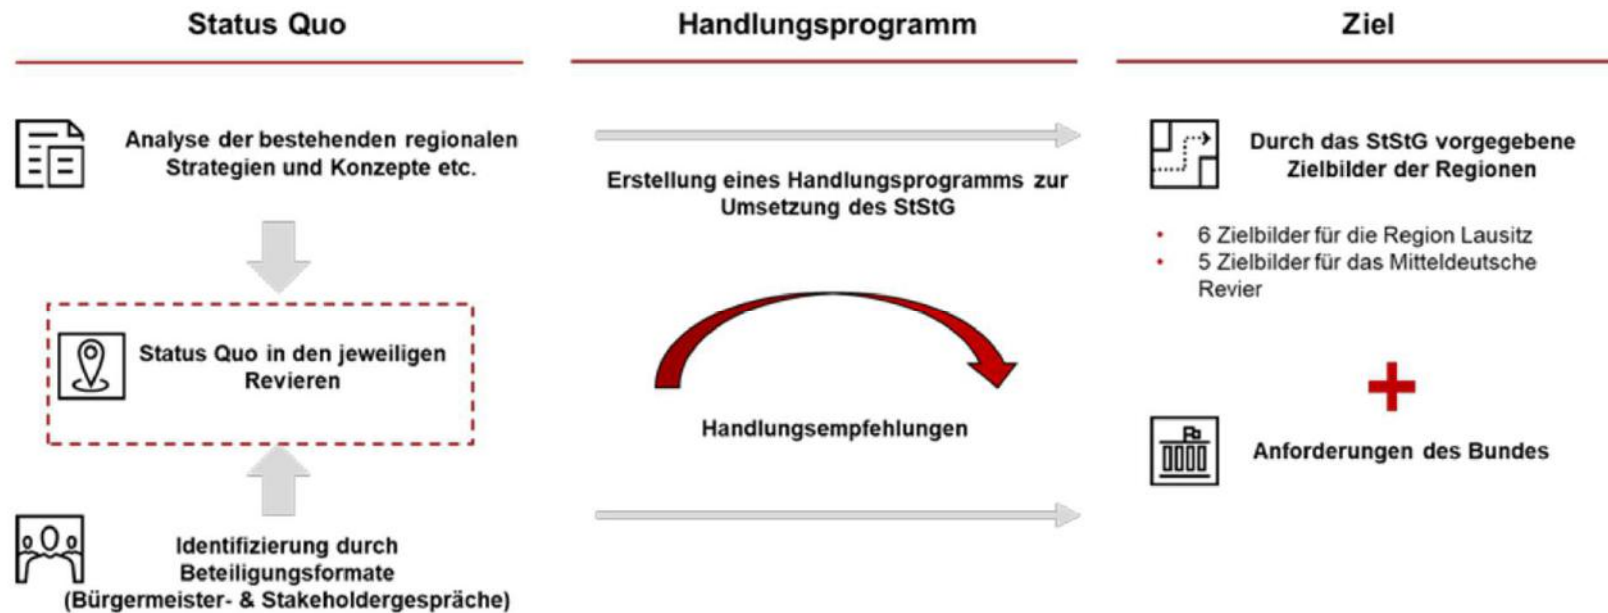 Status Quo
Analyse der bestehenden regionalen
Strategien und Konzepte etc.
Status Quo in den jeweiligen
Revieren
Identifizierung durch
Beteiligungsformate
(Bürgermeister- & Stakeholdergespräche)
Handlungsprogramm
Erstellung eines Handlungsprogramms zur
Umsetzung des StStG
Handlungsempfehlungen
Ziel
Durch das StStG vorgegebene
Zielbilder der Regionen
• 6 Zielbilder für die Region Lausitz
• 5 Zielbilder für das Mitteldeutsche
Revier
Anforderungen des Bundes